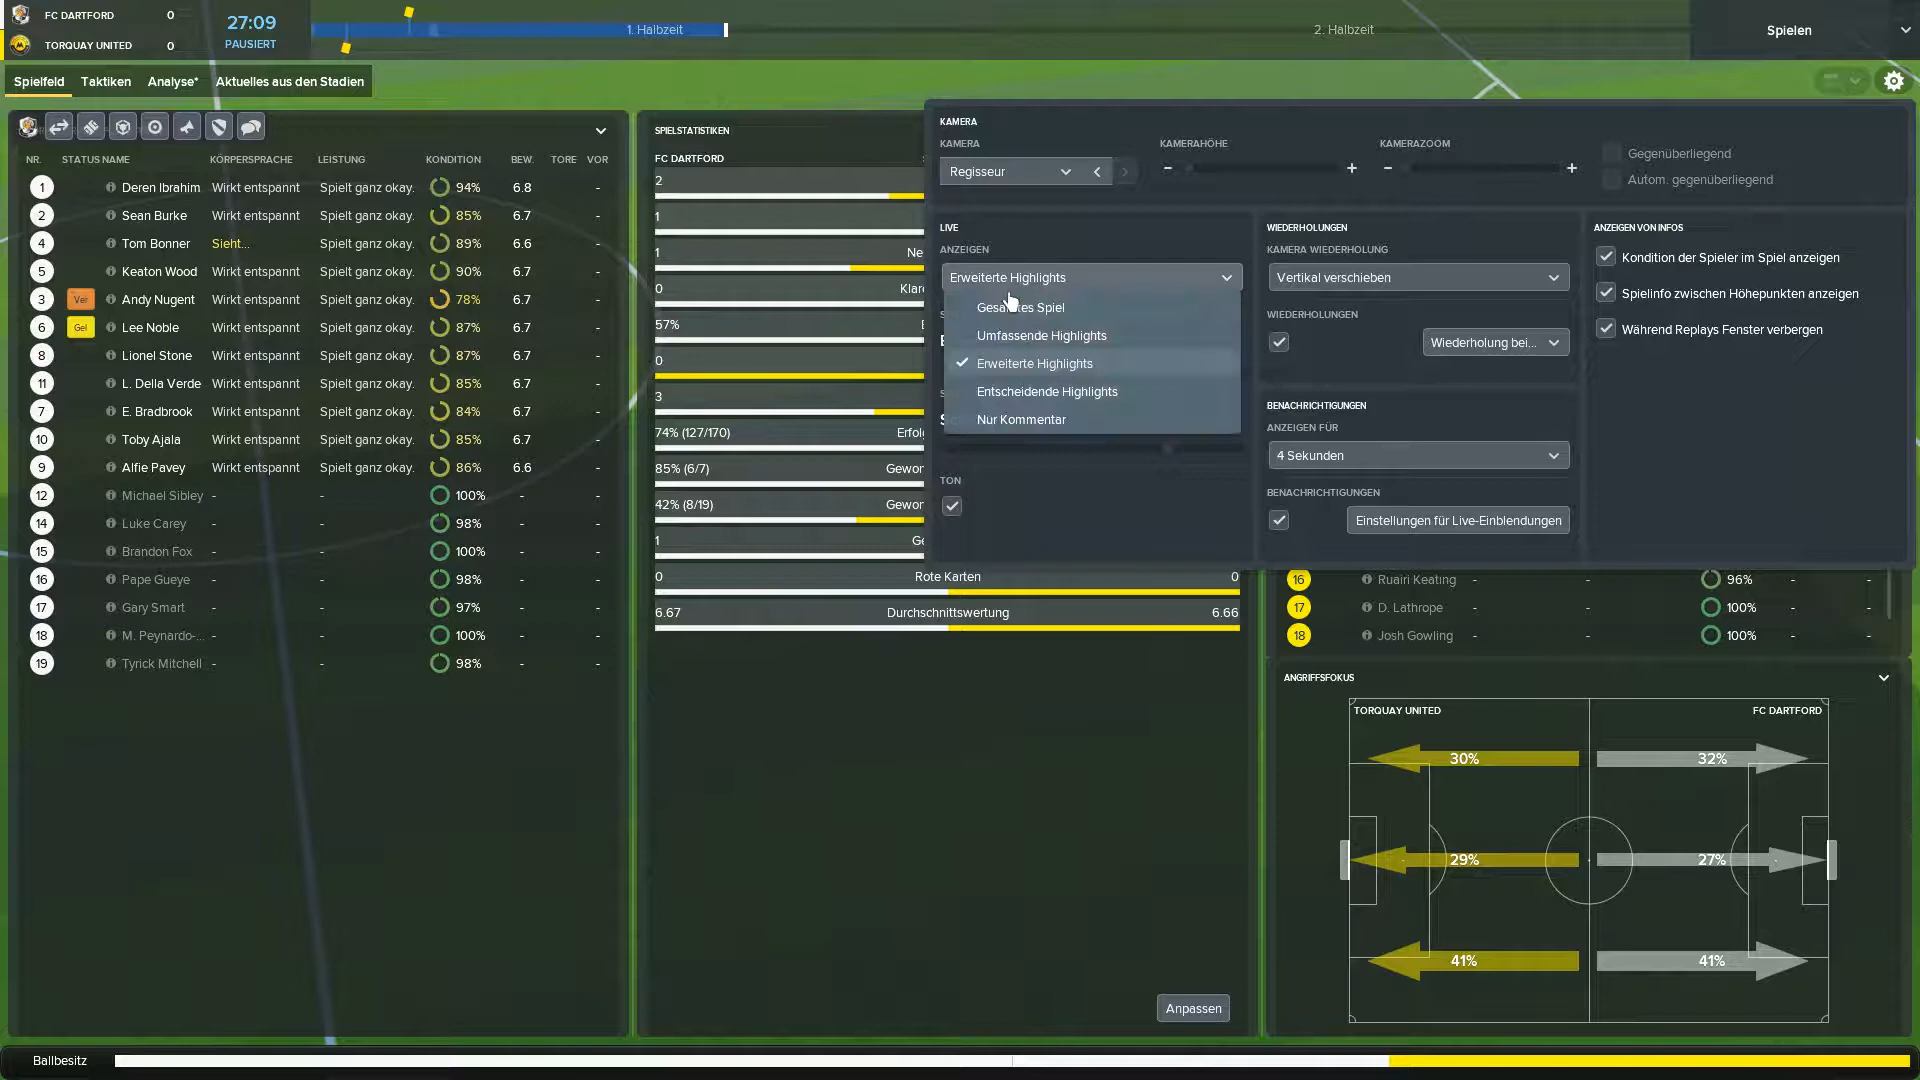 FC DARTFORD 0
TORQUAY UNITED 0
27:09
PAUSIERT
1. Halbzeit
2. Halbzeit
Spielen
Spielfeld Taktiken Analyse* Aktuelles aus den Stadien
NR. STATUS NAME KÖRPERSPRACHE LEISTUNG KONDITION BEW. TORE VOR
1 Deren Ibrahim Wirkt entspannt Spielt ganz okay. 94% 6.8 -
2 Sean Burke Wirkt entspannt Spielt ganz okay. 85% 6.7 -
4 Tom Bonner Sieht... Spielt ganz okay. 89% 6.6 -
5 Keaton Wood Wirkt entspannt Spielt ganz okay. 90% 6.7 -
3 Ver Andy Nugent Wirkt entspannt Spielt ganz okay. 78% 6.7 -
6 Gel Lee Noble Wirkt entspannt Spielt ganz okay. 87% 6.7 -
8 Lionel Stone Wirkt entspannt Spielt ganz okay. 87% 6.7 -
11 L. Della Verde Wirkt entspannt Spielt ganz okay. 85% 6.7 -
7 E. Bradbrook Wirkt entspannt Spielt ganz okay. 84% 6.7 -
10 Toby Ajala Wirkt entspannt Spielt ganz okay. 85% 6.7 -
9 Alfie Pavey Wirkt entspannt Spielt ganz okay. 86% 6.6 -
12 Michael Sibley - - 100% - -
14 Luke Carey - - 98% - -
15 Brandon Fox - - 100% - -
16 Pape Gueye - - 98% - -
17 Gary Smart - - 97% - -
18 M. Peynardo-... - - 100% - -
19 Tyrick Mitchell - - 98% - -
SPIELSTATISTIKEN
FC DARTFORD
2
1
1 Ne
0 Klare
57%
0
3
74% (127/170) Erfolg
85% (6/7) Gewon
42% (8/19) Gewon
1 Ge
0 Rote Karten 0
6.67 Durchschnittswertung 6.66
Anpassen
KAMERA
KAMERA KAMERAHÖHE KAMERAZOOM
Regisseur
- +
- +
Gegenüberliegend
Autom. gegenüberliegend
LIVE
ANZEIGEN
Erweiterte Highlights
Gesamtes Spiel
Umfassende Highlights
Erweiterte Highlights
Entscheidende Highlights
Nur Kommentar
TON
WIEDERHOLUNGEN
KAMERA WIEDERHOLUNG
Vertikal verschieben
WIEDERHOLUNGEN
Wiederholung bei...
BENACHRICHTIGUNGEN
ANZEIGEN FÜR
4 Sekunden
BENACHRICHTIGUNGEN
Einstellungen für Live-Einblendungen
ANZEIGEN VON INFOS
Kondition der Spieler im Spiel anzeigen
Spielinfo zwischen Höhepunkten anzeigen
Während Replays Fenster verbergen
16 Ruairi Keating - - 96% - -
17 D. Lathrope - - 100% - -
18 Josh Gowling - - 100% - -
ANGRIFFSFOKUS
TORQUAY UNITED FC DARTFORD
30% 32%
29% 27%
41% 41%
Ballbesitz